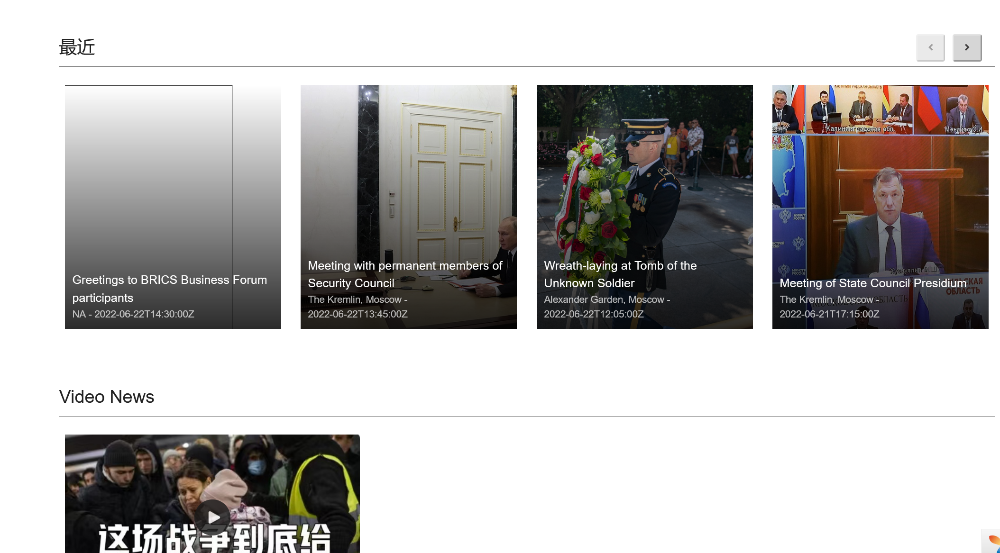 最近
Greetings to BRICS Business Forum
participants
NA - 2022-06-22T14:30:00Z
Meeting with permanent members of
Security Council
The Kremlin, Moscow -
2022-06-22T13:45:00Z
Wreath-laying at Tomb of the
Unknown Soldier
Alexander Garden, Moscow -
2022-06-22T12:05:00Z
Калининградская обл.
Меняйло С.И.
Хуснуллин М.Ш.
Meeting of State Council Presidium
The Kremlin, Moscow -
2022-06-21T17:15:00Z
Video News
这场战争到底给